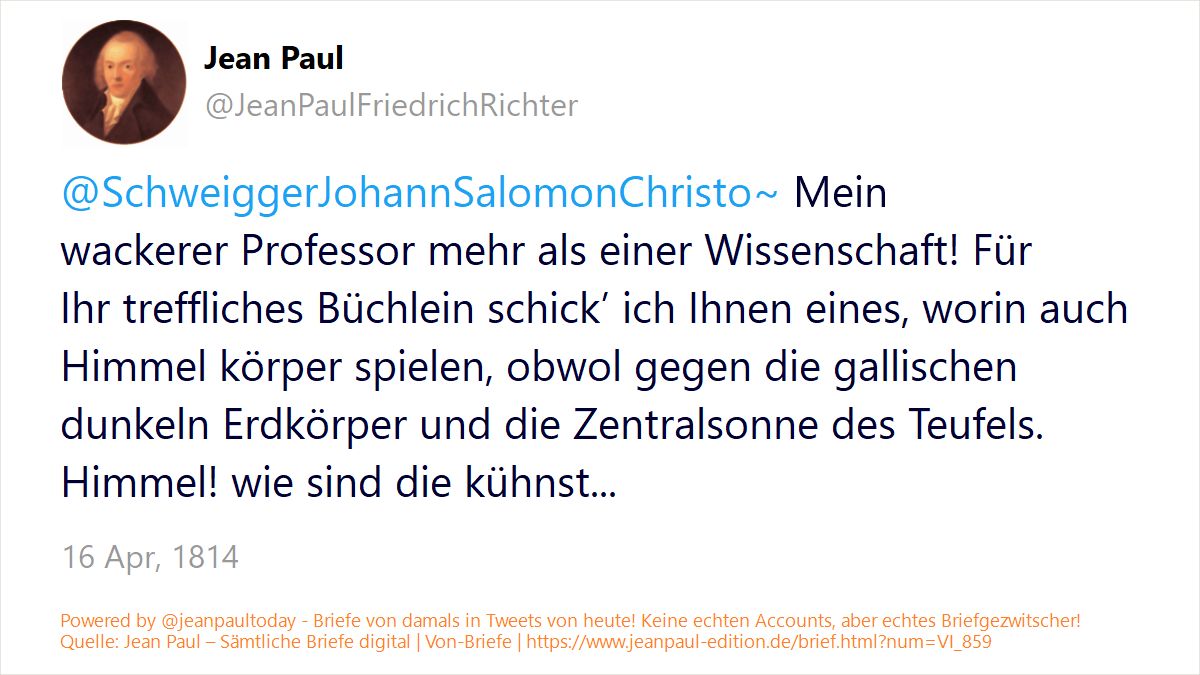 Jean Paul
@JeanPaulFriedrichRichter
@SchweiggerJohannSalomonChristo~ Mein
wackerer Professor mehr als einer Wissenschaft! Für
Ihr treffliches Büchlein schick’ ich Ihnen eines, worin auch
Himmel körper spielen, obwol gegen die gallischen
dunkeln Erdkörper und die Zentralsonne des Teufels.
Himmel! wie sind die kühnst...
16 Apr, 1814
Powered by @jeanpaultoday - Briefe von damals in Tweets von heute! Keine echten Accounts, aber echtes Briefgezwitscher!
Quelle: Jean Paul – Sämtliche Briefe digital | Von-Briefe | https://www.jeanpaul-edition.de/brief.html?num=VI_859